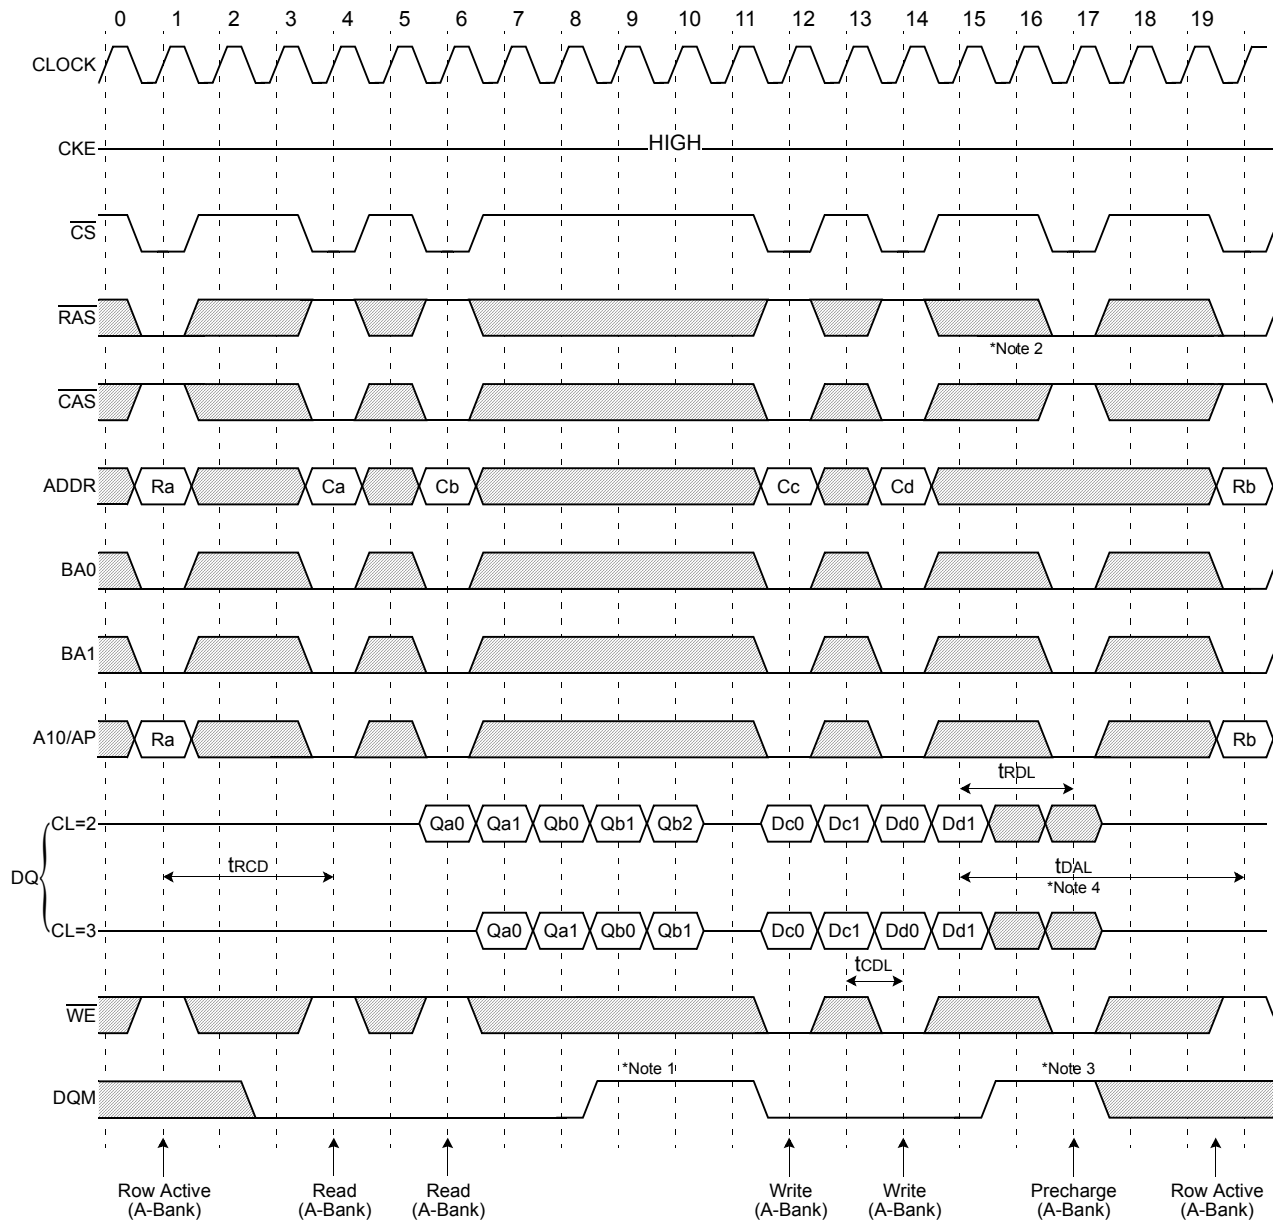 0 1 2 3 4 5 6 7 8 9 10 11 12 13 14 15 16 17 18 19
CLOCK
CKE
HIGH
CS
RAS
*Note 2
CAS
ADDR
Ra Ca Cb Cc Cd Rb
BA0
BA1
A10/AP
Ra Rb
tRDL
CL=2
Qa0 Qa1 Qb0 Qb1 Qb2 Dc0 Dc1 Dd0 Dd1
DQ
tRCD
tDAL
*Note 4
CL=3
Qa0 Qa1 Qb0 Qb1 Dc0 Dc1 Dd0 Dd1
tCDL
WE
*Note 1
*Note 3
DQM
Row Active
(A-Bank)
Read
(A-Bank)
Read
(A-Bank)
Write
(A-Bank)
Write
(A-Bank)
Precharge
(A-Bank)
Row Active
(A-Bank)